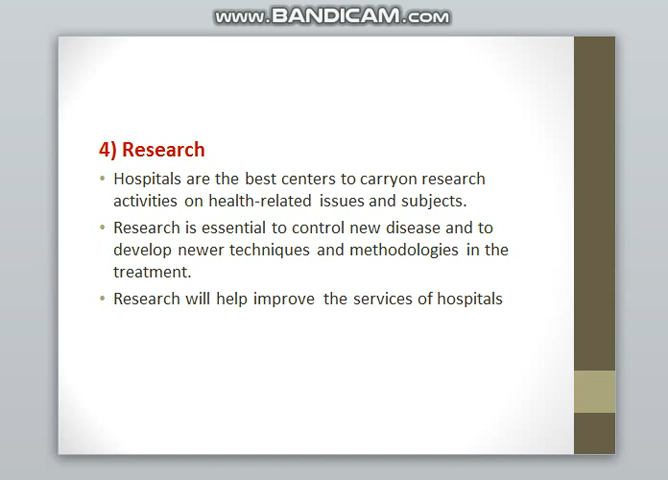 www.BANDICAM.com
4) Research
• Hospitals are the best centers to carryon research
activities on health-related issues and subjects.
• Research is essential to control new disease and to
develop newer techniques and methodologies in the
treatment.
• Research will help improve the services of hospitals